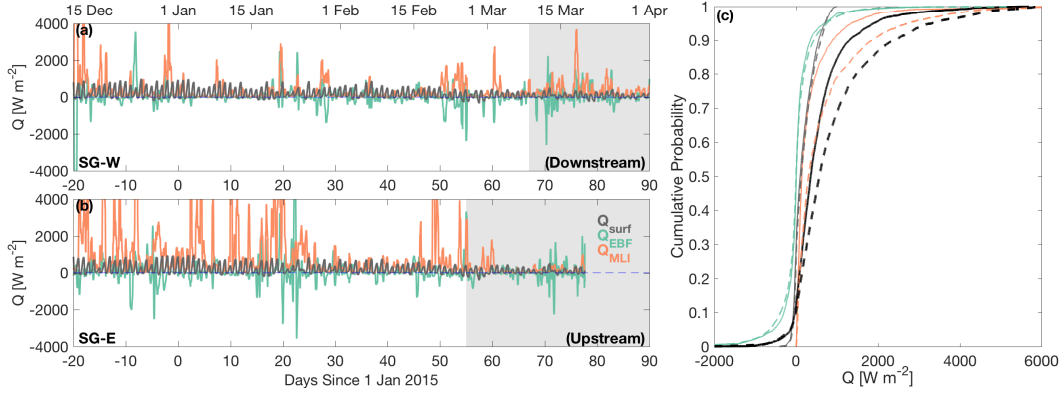 15 Dec 1 Jan 15 Jan 1 Feb 15 Feb 1 Mar 15 Mar 1 Apr
(a)
4000
2000
0
-2000
-4000
Q [W m-2]
SG-W
(Downstream)
-20 -10 0 10 20 30 40 50 60 70 80 90
(b)
4000
2000
0
-2000
-4000
Q [W m-2]
Qsurf
QEBF
QMLI
SG-E
(Upstream)
-20 -10 0 10 20 30 40 50 60 70 80 90
Days Since 1 Jan 2015
(c)
1
0.9
0.8
0.7
0.6
0.5
0.4
0.3
0.2
0.1
0
Cumulative Probability
-2000 0 2000 4000 6000
Q [W m-2]